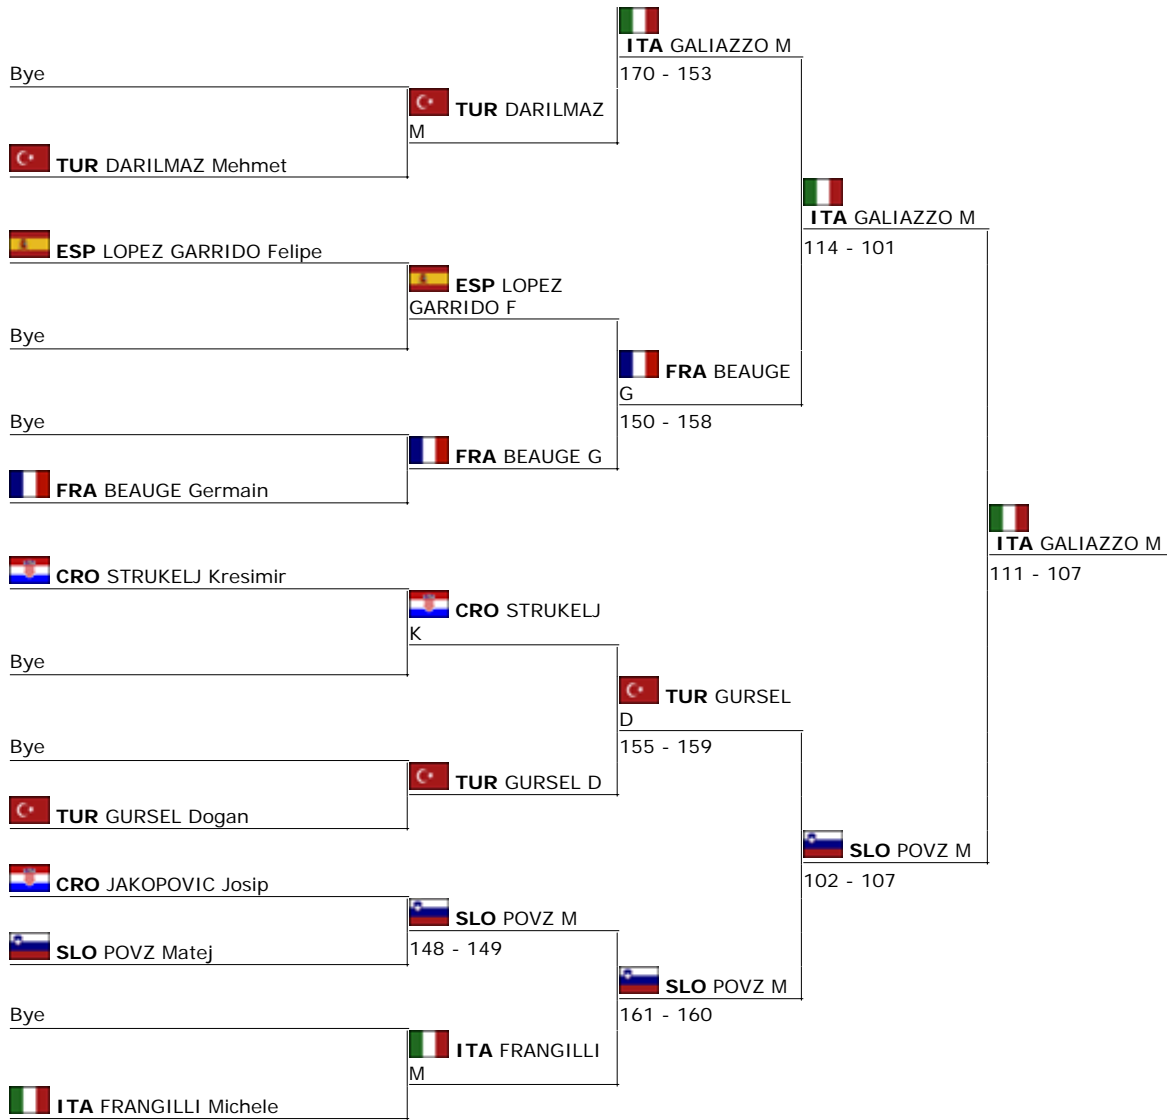 ITA GALIAZZO M
170 - 153
Bye
TUR DARILMAZ
M
TUR DARILMAZ Mehmet
ITA GALIAZZO M
114 - 101
ESP LOPEZ GARRIDO Felipe
ESP LOPEZ
GARRIDO F
Bye
FRA BEAUGE
G
150 - 158
Bye
FRA BEAUGE G
FRA BEAUGE Germain
ITA GALIAZZO M
111 - 107
CRO STRUKELJ Kresimir
CRO STRUKELJ
K
Bye
TUR GURSEL
D
155 - 159
Bye
TUR GURSEL D
TUR GURSEL Dogan
SLO POVZ M
102 - 107
CRO JAKOPOVIC Josip
SLO POVZ M
148 - 149
SLO POVZ Matej
SLO POVZ M
161 - 160
Bye
ITA FRANGILLI
M
ITA FRANGILLI Michele